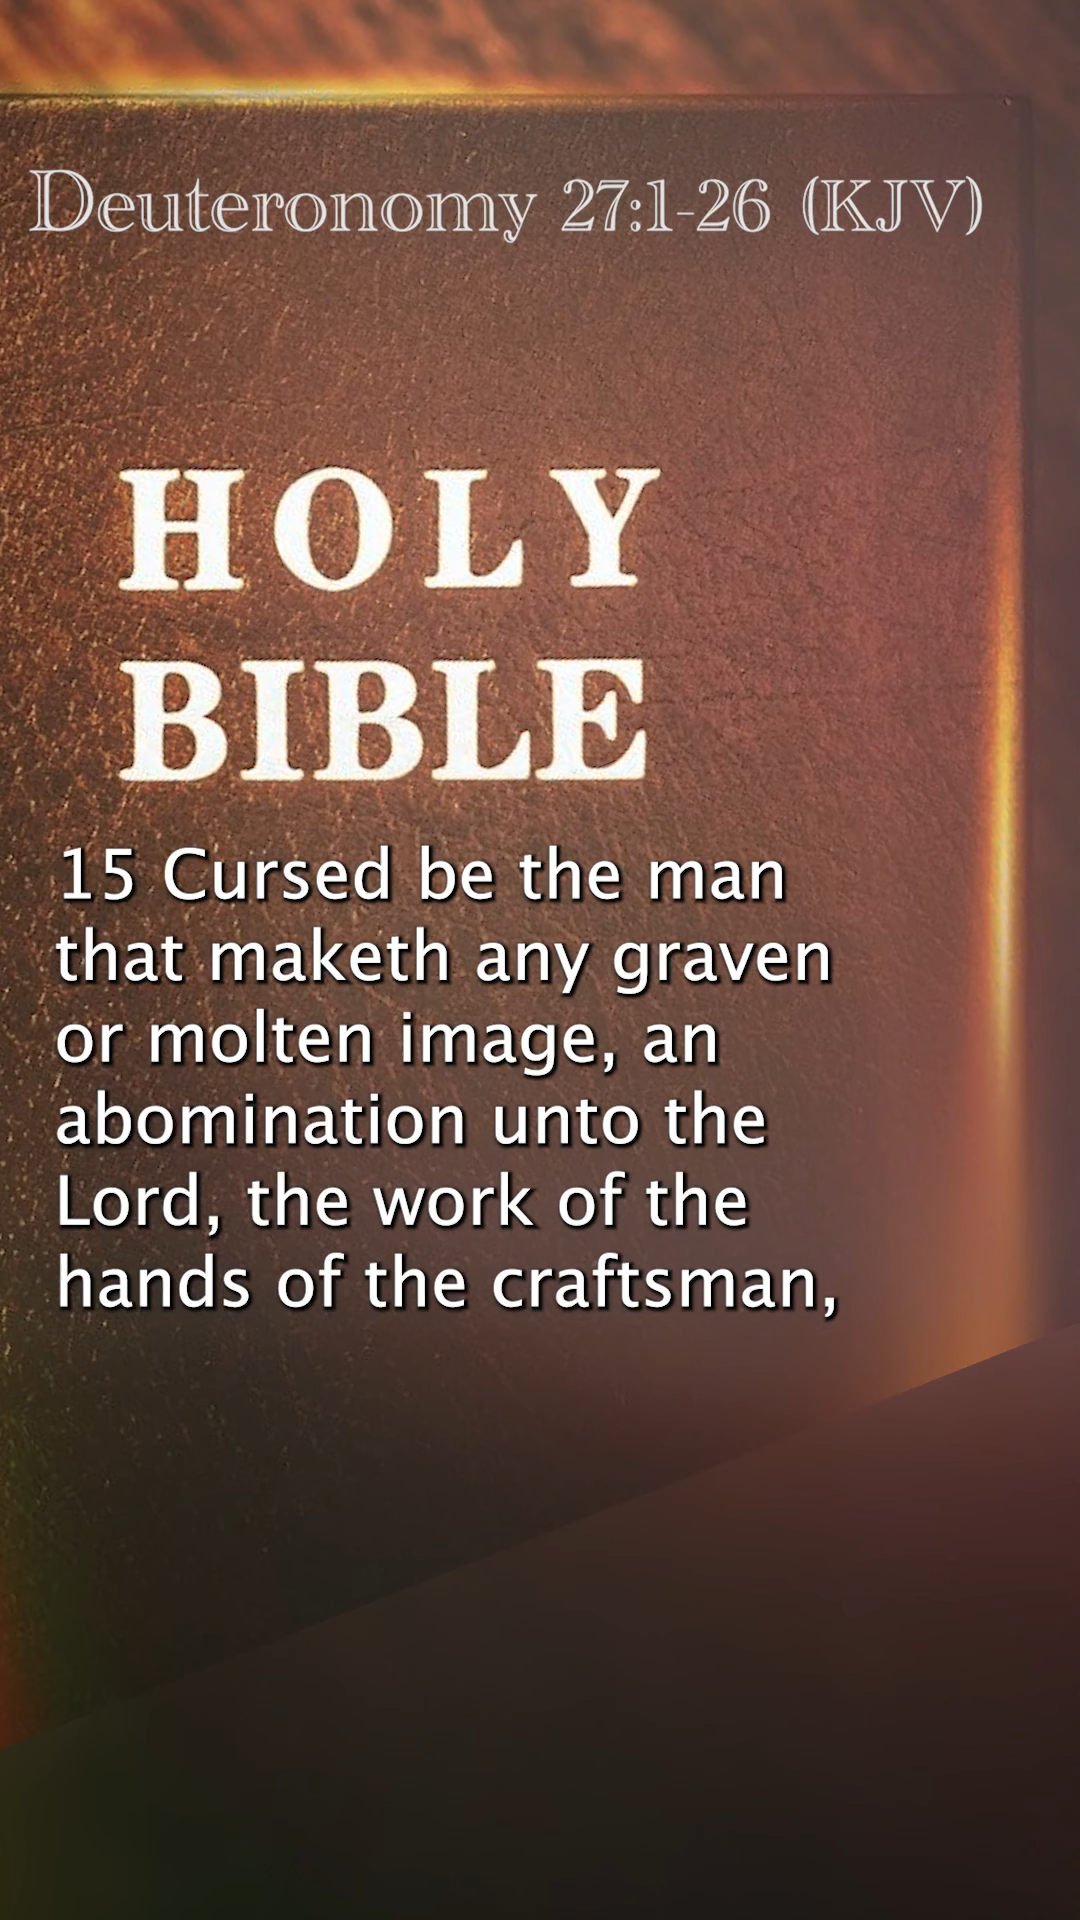 Deuteronomy 27:1-26 (KJV)
HOLY
BIBLE
15 Cursed be the man
that maketh any graven
or molten image, an
abomination unto the
Lord, the work of the
hands of the craftsman,